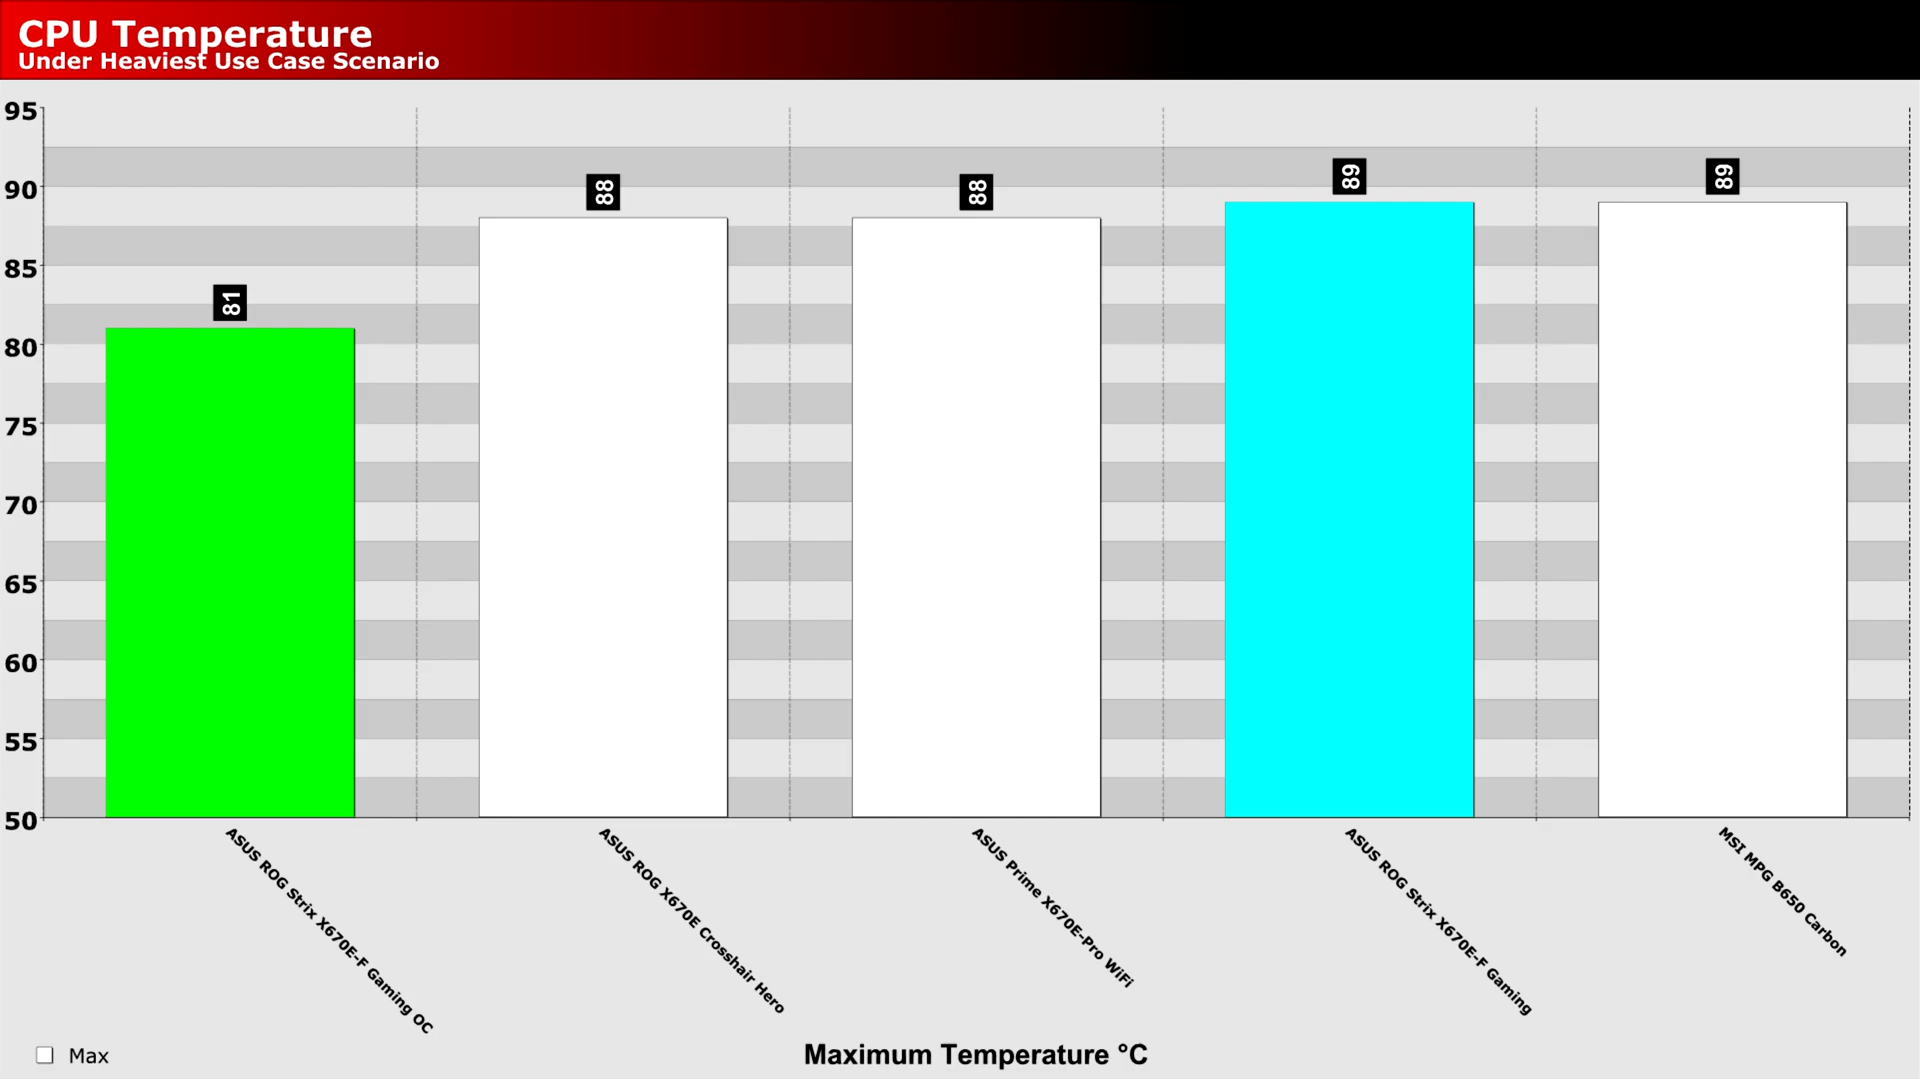 CPU Temperature
Under Heaviest Use Case Scenario
95
90
85
80
75
70
65
60
55
50
81
88
88
89
89
ASUS ROG Strix X670E-F Gaming OC
ASUS ROG X670E Crosshair Hero
ASUS Prime X670E-Pro WiFi
ASUS ROG Strix X670E-F Gaming
MSI MPG B650 Carbon
Max
Maximum Temperature °C